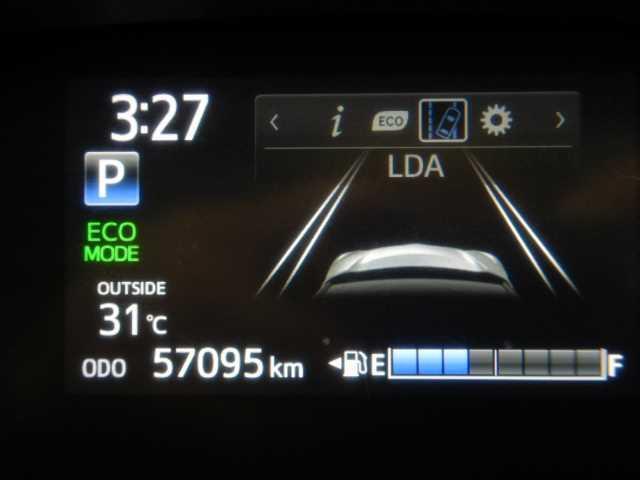 3:27
i ECO
LDA
P
ECO
MODE
OUTSIDE
31°C
ODO 57095 km
E F